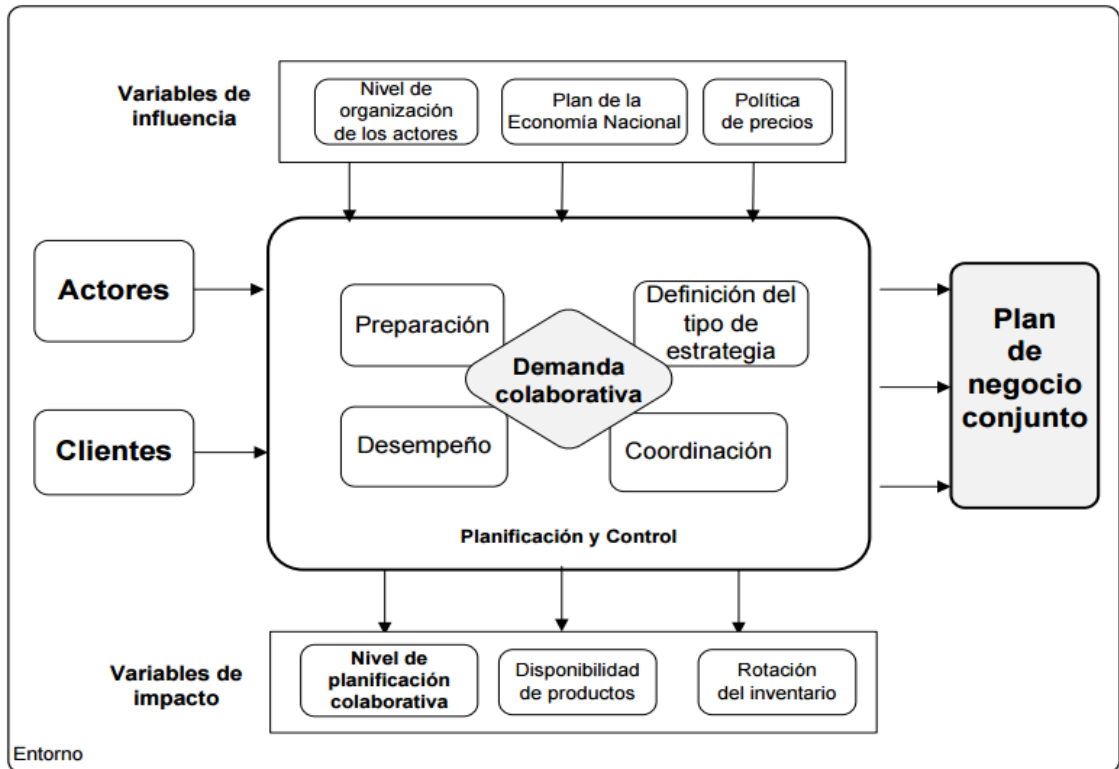 Variables de
influencia
Nivel de
organización
de los actores
Plan de la
Economía Nacional
Política
de precios
Actores
Clientes
Preparación
Definición del
tipo de
estrategia
Demanda
colaborativa
Desempeño
Coordinación
Planificación y Control
Plan
de
negocio
conjunto
Variables de
impacto
Nivel de
planificación
colaborativa
Disponibilidad
de productos
Rotación
del inventario
Entorno